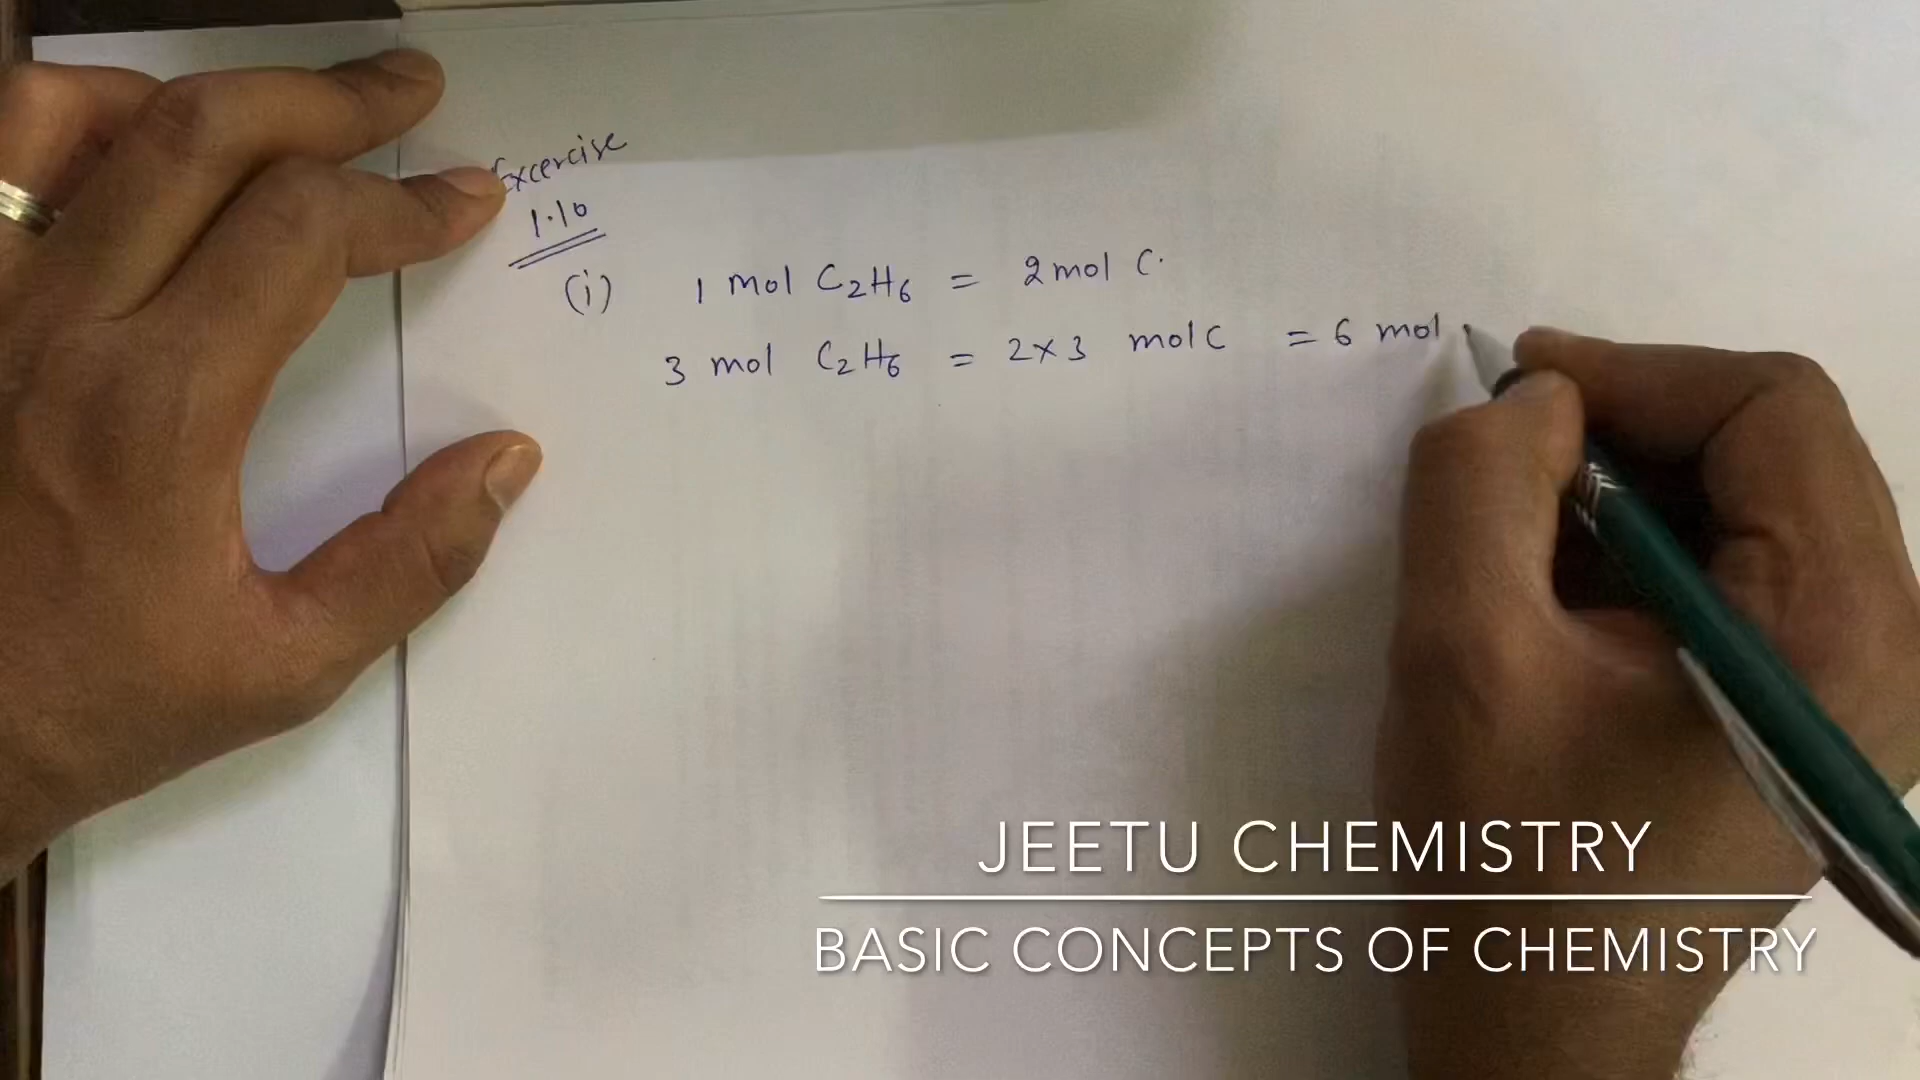 Excercise
1.10
(i) 1 mol C₂H₆ = 2 mol C.
3 mol C₂H₆ = 2×3 mol C = 6 mol
JEETU CHEMISTRY
BASIC CONCEPTS OF CHEMISTRY